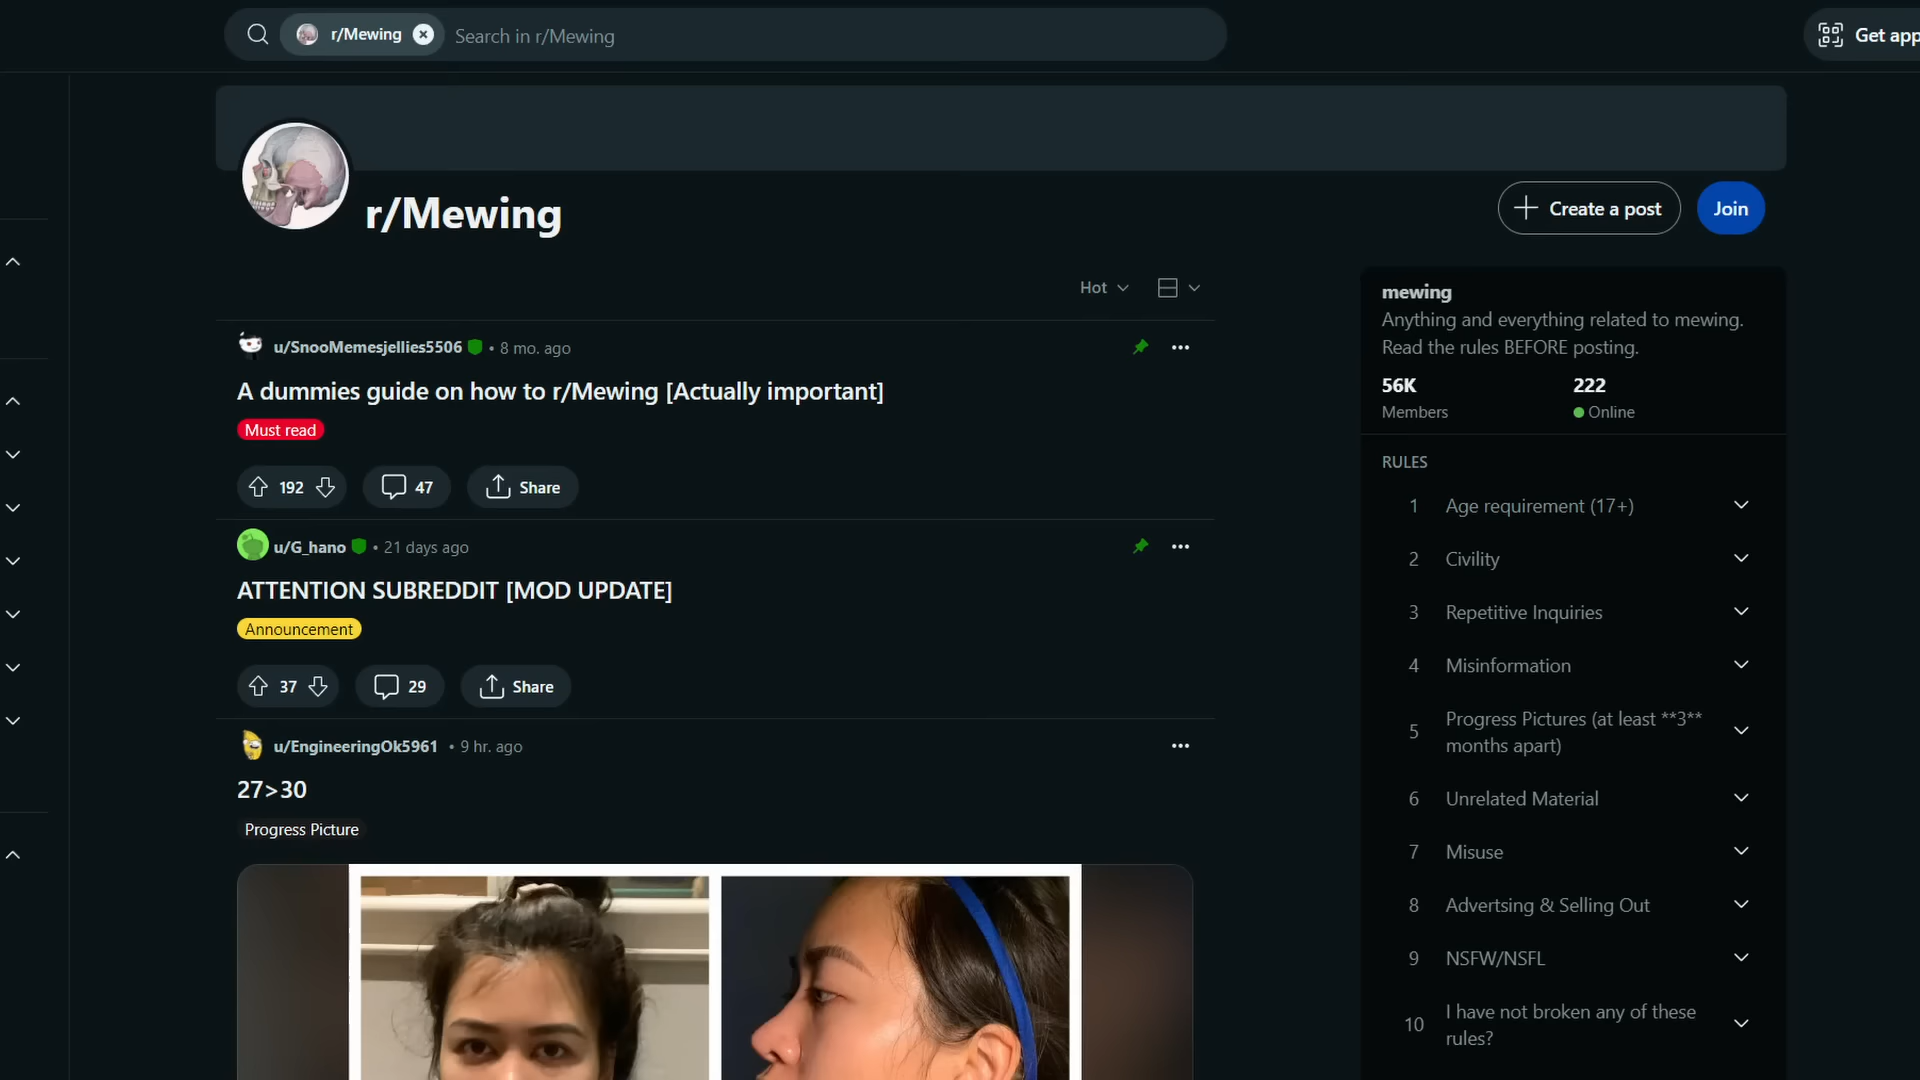 r/Mewing
Search in r/Mewing
Get app
r/Mewing
Create a post
Join
Hot
u/SnooMemesjellies5506 • 8 mo. ago
A dummies guide on how to r/Mewing [Actually important]
Must read
192
47
Share
u/G_hano • 21 days ago
ATTENTION SUBREDDIT [MOD UPDATE]
Announcement
37
29
Share
u/EngineeringOk5961 • 9 hr. ago
27>30
Progress Picture
mewing
Anything and everything related to mewing.
Read the rules BEFORE posting.
56K 222
Members Online
RULES
1 Age requirement (17+)
2 Civility
3 Repetitive Inquiries
4 Misinformation
5 Progress Pictures (at least **3**
months apart)
6 Unrelated Material
7 Misuse
8 Advertsing & Selling Out
9 NSFW/NSFL
10 I have not broken any of these
rules?